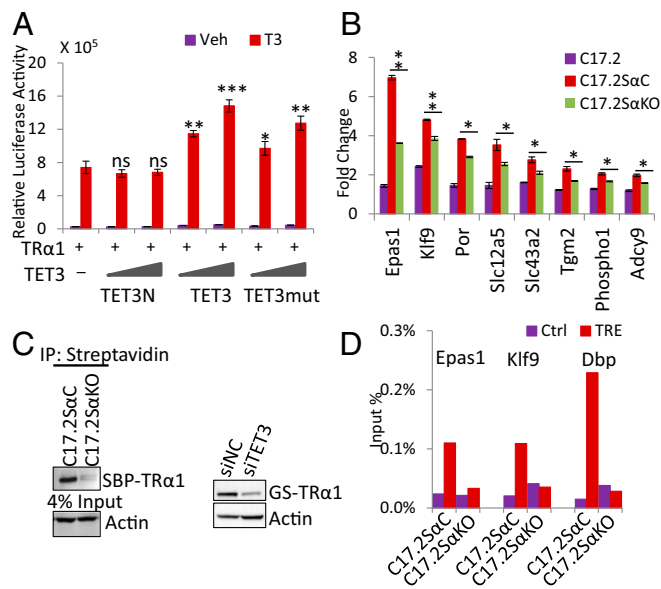 A
X 10⁵
Veh
T3
Relative Luciferase Activity
20
16
12
8
4
0
ns
ns
**
***
*
**
TRα1
+
+
+
+
+
+
+
TET3
–
TET3N
TET3
TET3mut
B
C17.2
C17.2SαC
C17.2SαKO
Fold Change
8
6
4
2
0
**
**
*
*
*
*
*
*
Epas1
Klf9
Por
Slc12a5
Slc43a2
Tgm2
Phospho1
Adcy9
C
IP: Streptavidin
C17.2SαC
C17.2SαKO
SBP-TRα1
4% Input
Actin
siNC
siTET3
GS-TRα1
Actin
D
Ctrl
TRE
Input %
0.3%
0.1%
0.1%
0.0%
Epas1
Klf9
Dbp
C17.2SαC
C17.2SαKO
C17.2SαC
C17.2SαKO
C17.2SαC
C17.2SαKO